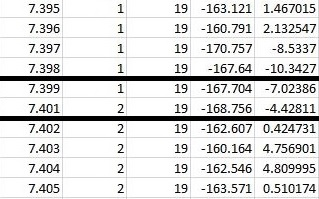 7.395 1 19 -163.121 1.467015
7.396 1 19 -160.791 2.132547
7.397 1 19 -170.757 -8.5337
7.398 1 19 -167.64 -10.3427
7.399 1 19 -167.704 -7.02386
7.401 2 19 -168.756 -4.42811
7.402 2 19 -162.607 0.424731
7.403 2 19 -160.164 4.756901
7.404 2 19 -162.546 4.809995
7.405 2 19 -163.571 0.510174